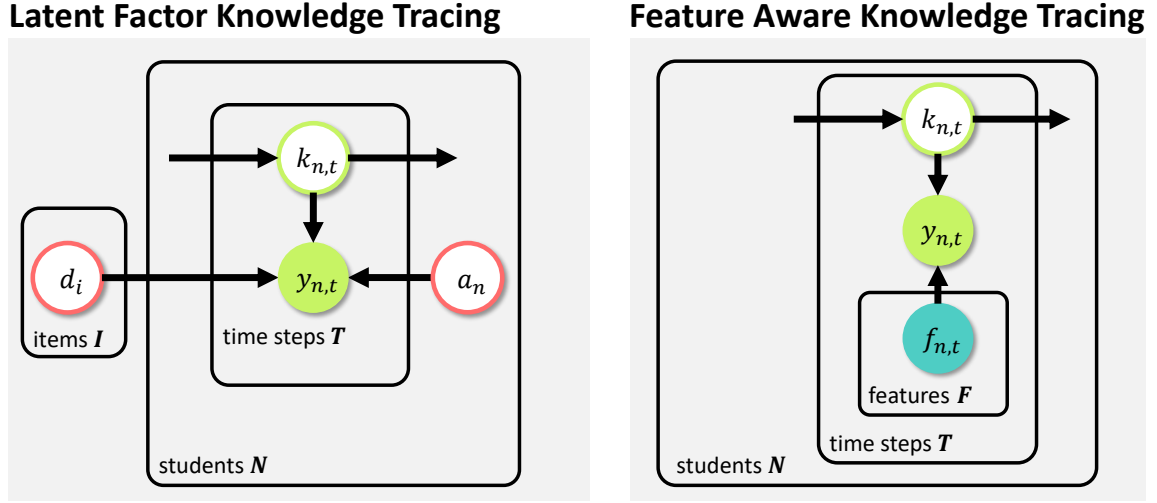 Latent Factor Knowledge Tracing
k_{n,t}
d_i
y_{n,t}
a_n
items I
time steps T
students N
Feature Aware Knowledge Tracing
k_{n,t}
y_{n,t}
f_{n,t}
features F
time steps T
students N